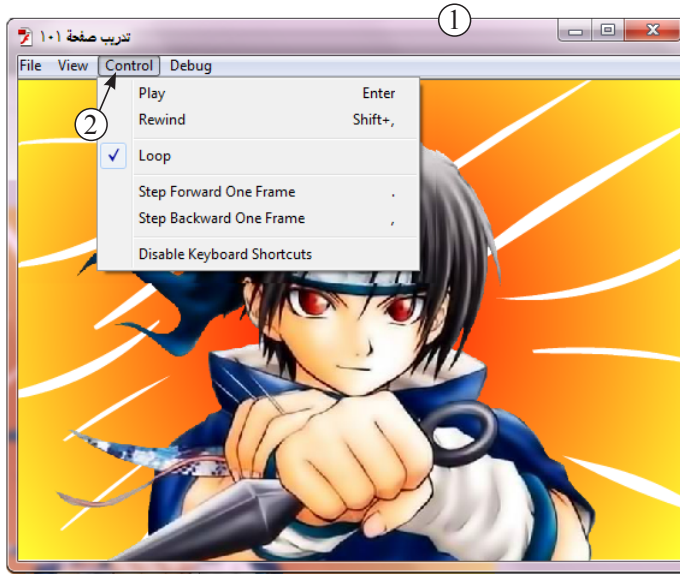 ①
تدريب صفحة ١٠١
File View Control Debug
②
Play Enter
Rewind Shift+,
✓ Loop
Step Forward One Frame .
Step Backward One Frame ,
Disable Keyboard Shortcuts